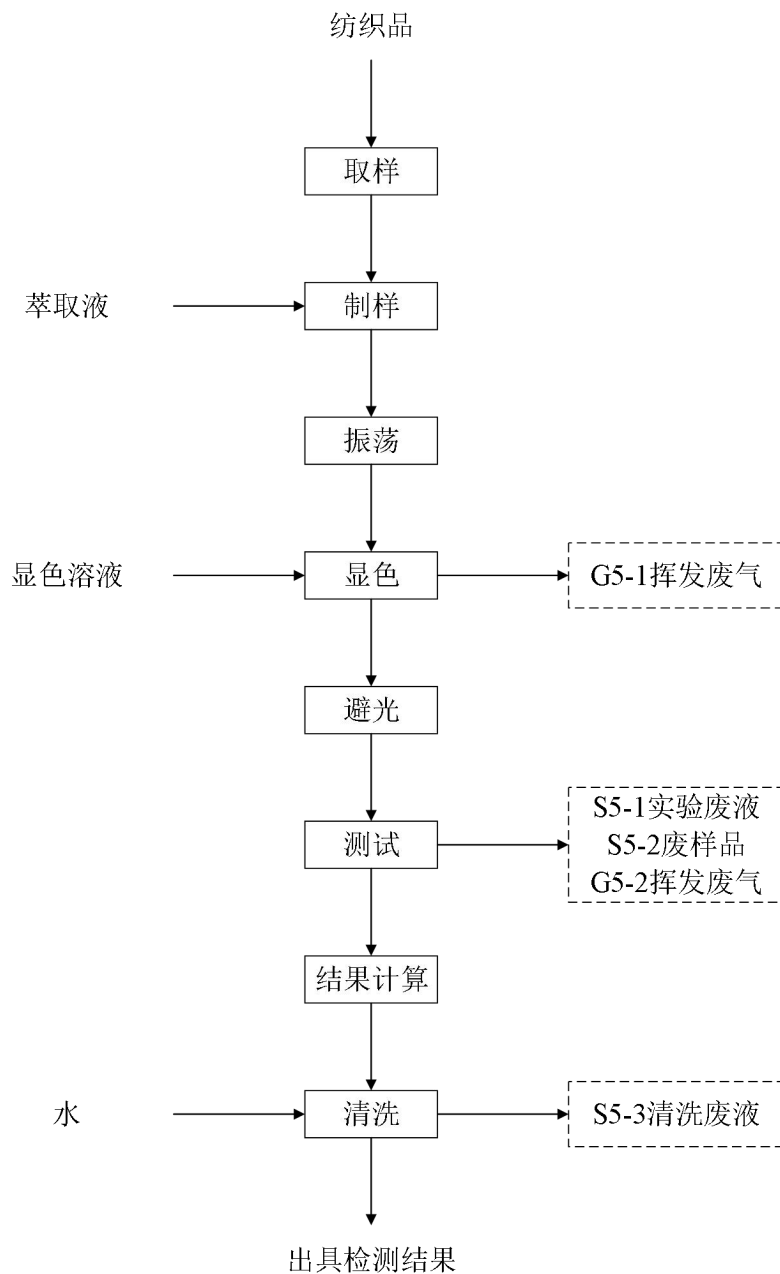 纺织品
取样
萃取液
制样
振荡
显色溶液
显色
G5-1挥发废气
避光
测试
S5-1实验废液
S5-2废样品
G5-2挥发废气
结果计算
水
清洗
S5-3清洗废液
出具检测结果